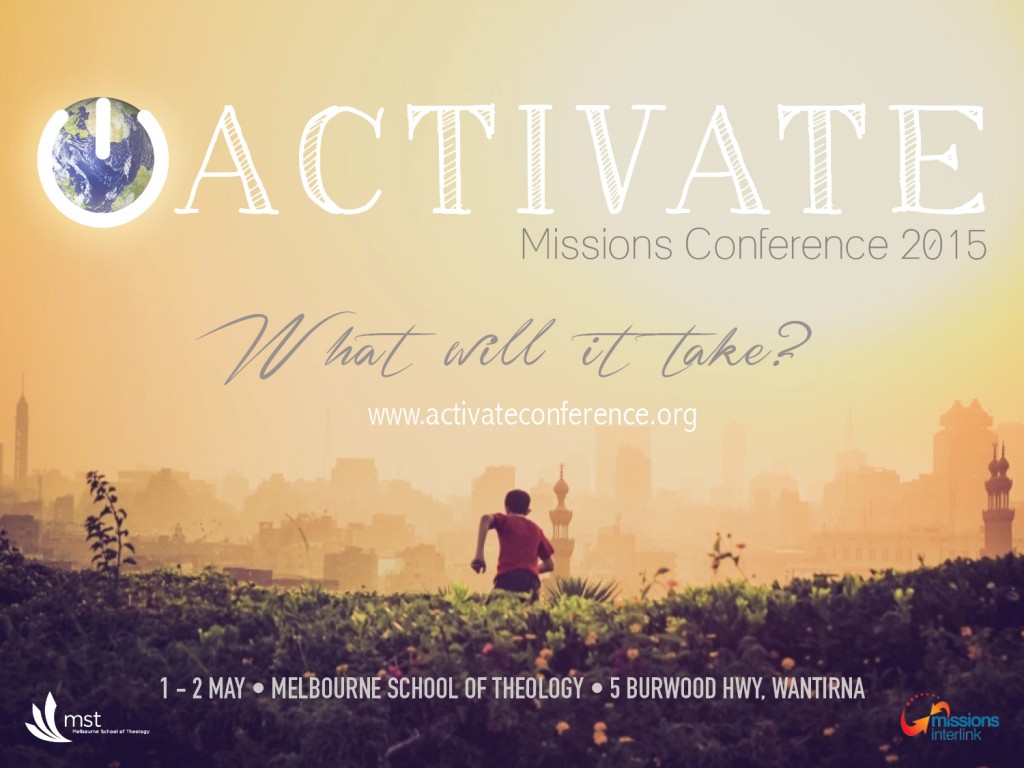 ACTIVATE
Missions Conference 2015
What will it take?
www.activateconference.org
1 - 2 MAY • MELBOURNE SCHOOL OF THEOLOGY • 5 BURWOOD HWY, WANTIRNA
mst
Melbourne School of Theology
missions
interlink